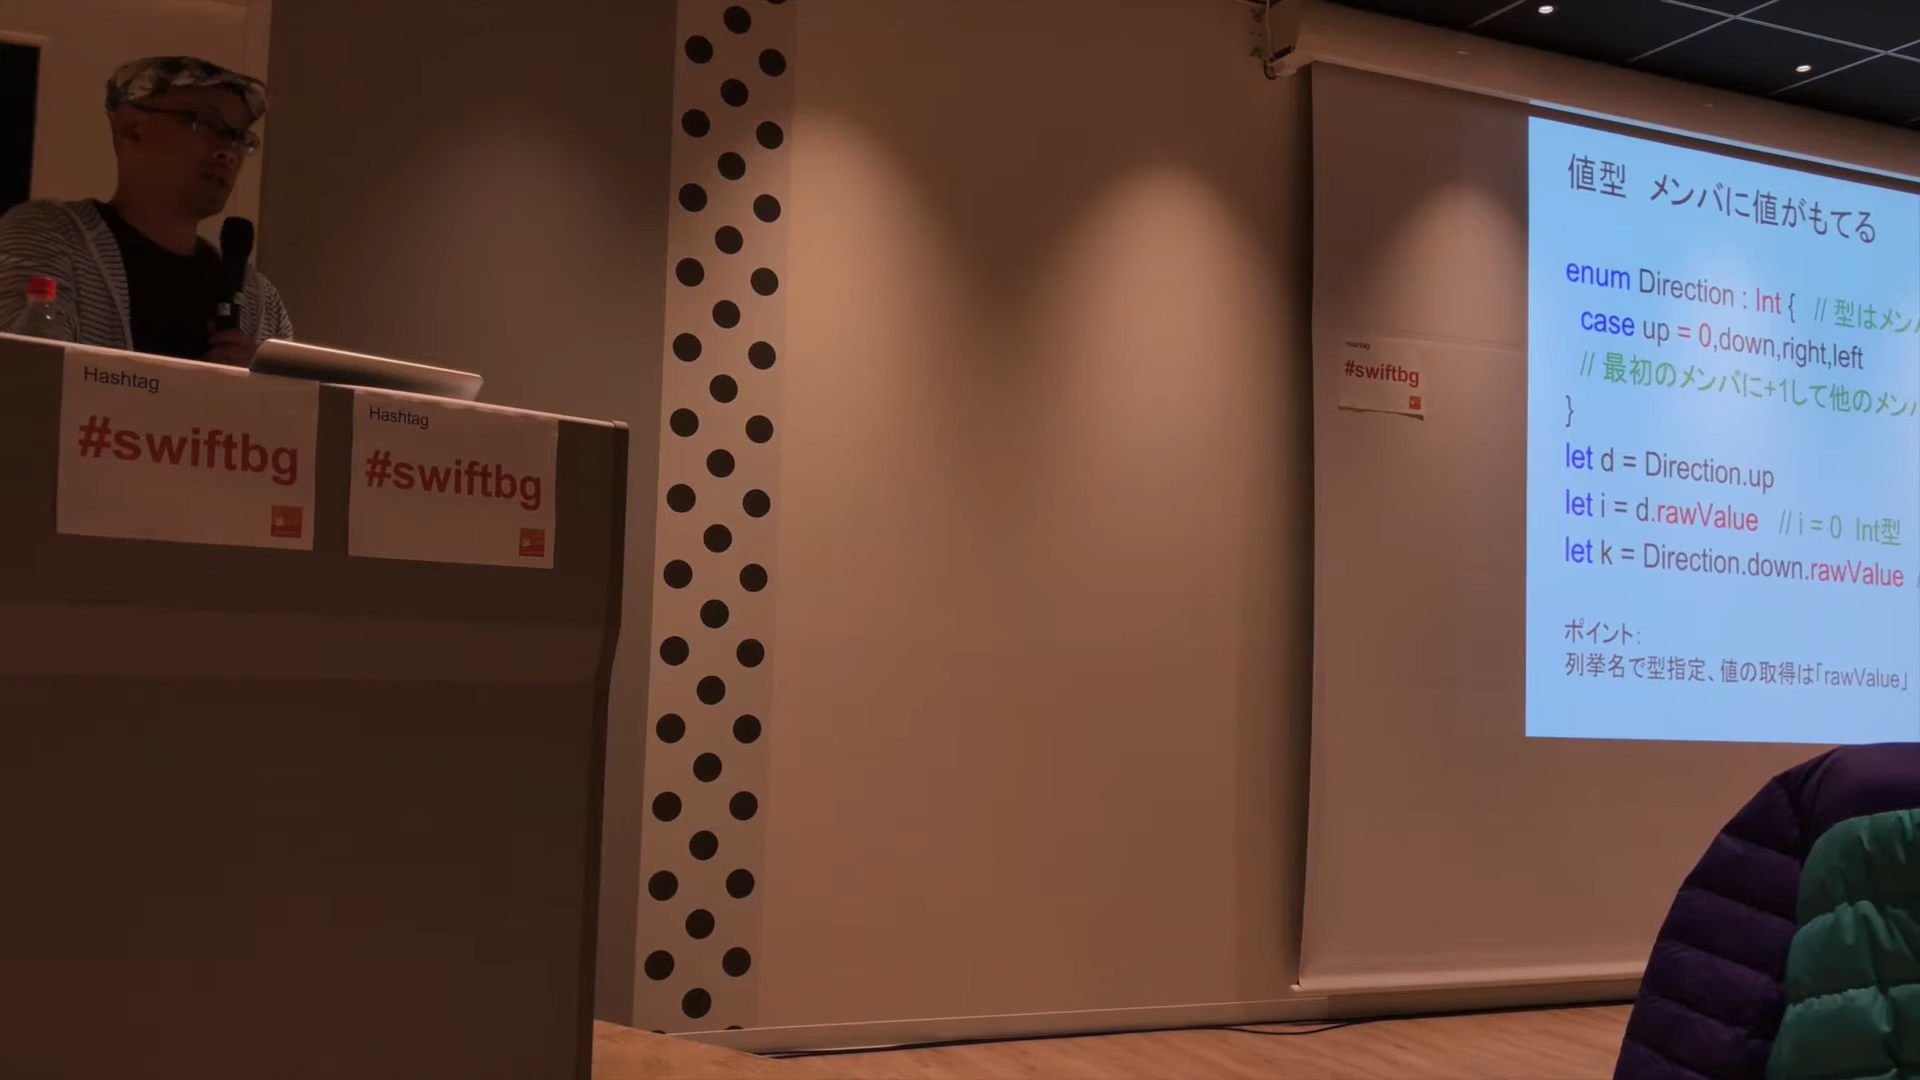 Hashtag
#swiftbg
Hashtag
#swiftbg
Hashtag
#swiftbg
値型 メンバに値がもてる
enum Direction : Int { // 型はメンバ
case up = 0,down,right,left
// 最初のメンバに+1して他のメンバ
}
let d = Direction.up
let i = d.rawValue // i = 0 Int型
let k = Direction.down.rawValue
ポイント:
列挙名で型指定、値の取得は「rawValue」